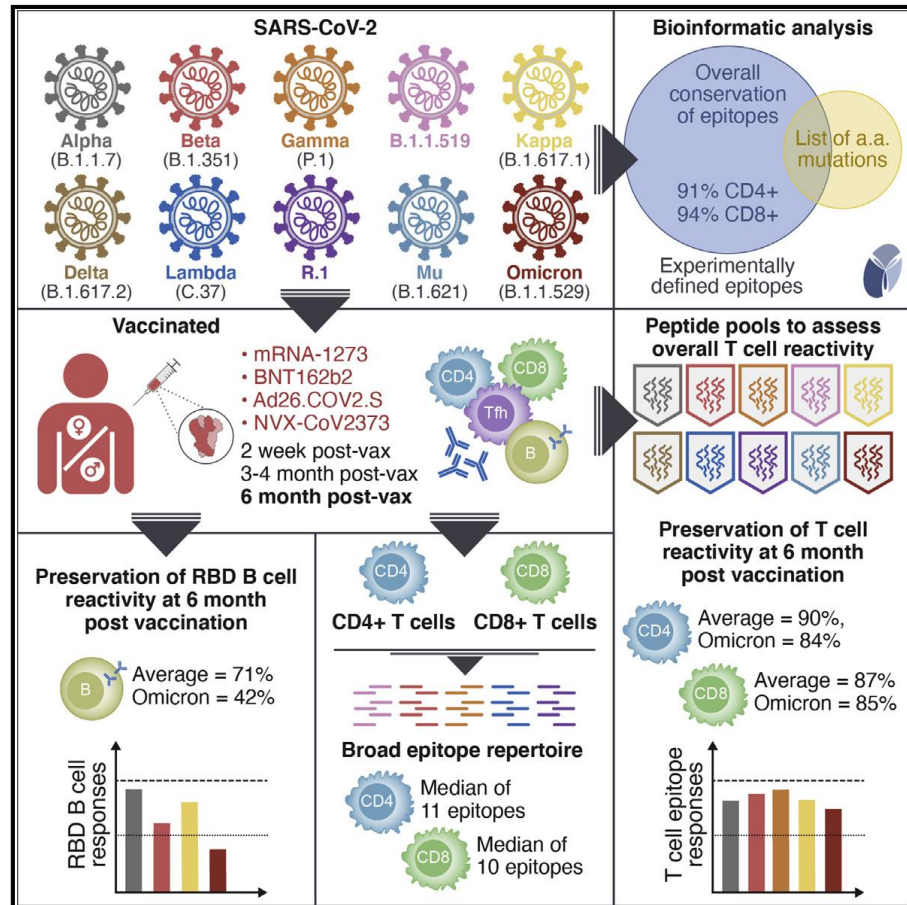 SARS-CoV-2
Alpha
(B.1.1.7)
Beta
(B.1.351)
Gamma
(P.1)
B.1.1.519
Kappa
(B.1.617.1)
Delta
(B.1.617.2)
Lambda
(C.37)
R.1
Mu
(B.1.621)
Omicron
(B.1.1.529)
Bioinformatic analysis
Overall
conservation
of epitopes
List of a.a.
mutations
91% CD4+
94% CD8+
Experimentally
defined epitopes
Vaccinated
• mRNA-1273
• BNT162b2
• Ad26.COV2.S
• NVX-CoV2373
2 week post-vax
3-4 month post-vax
6 month post-vax
CD4
CD8
Tfh
B
Peptide pools to assess
overall T cell reactivity
Preservation of T cell
reactivity at 6 month
post vaccination
CD4
Average = 90%,
Omicron = 84%
CD8
Average = 87%
Omicron = 85%
T cell epitope
responses
Preservation of RBD B cell
reactivity at 6 month
post vaccination
B
Average = 71%
Omicron = 42%
RBD B cell
responses
CD4
CD8
CD4+ T cells
CD8+ T cells
Broad epitope repertoire
CD4
Median of
11 epitopes
CD8
Median of
10 epitopes